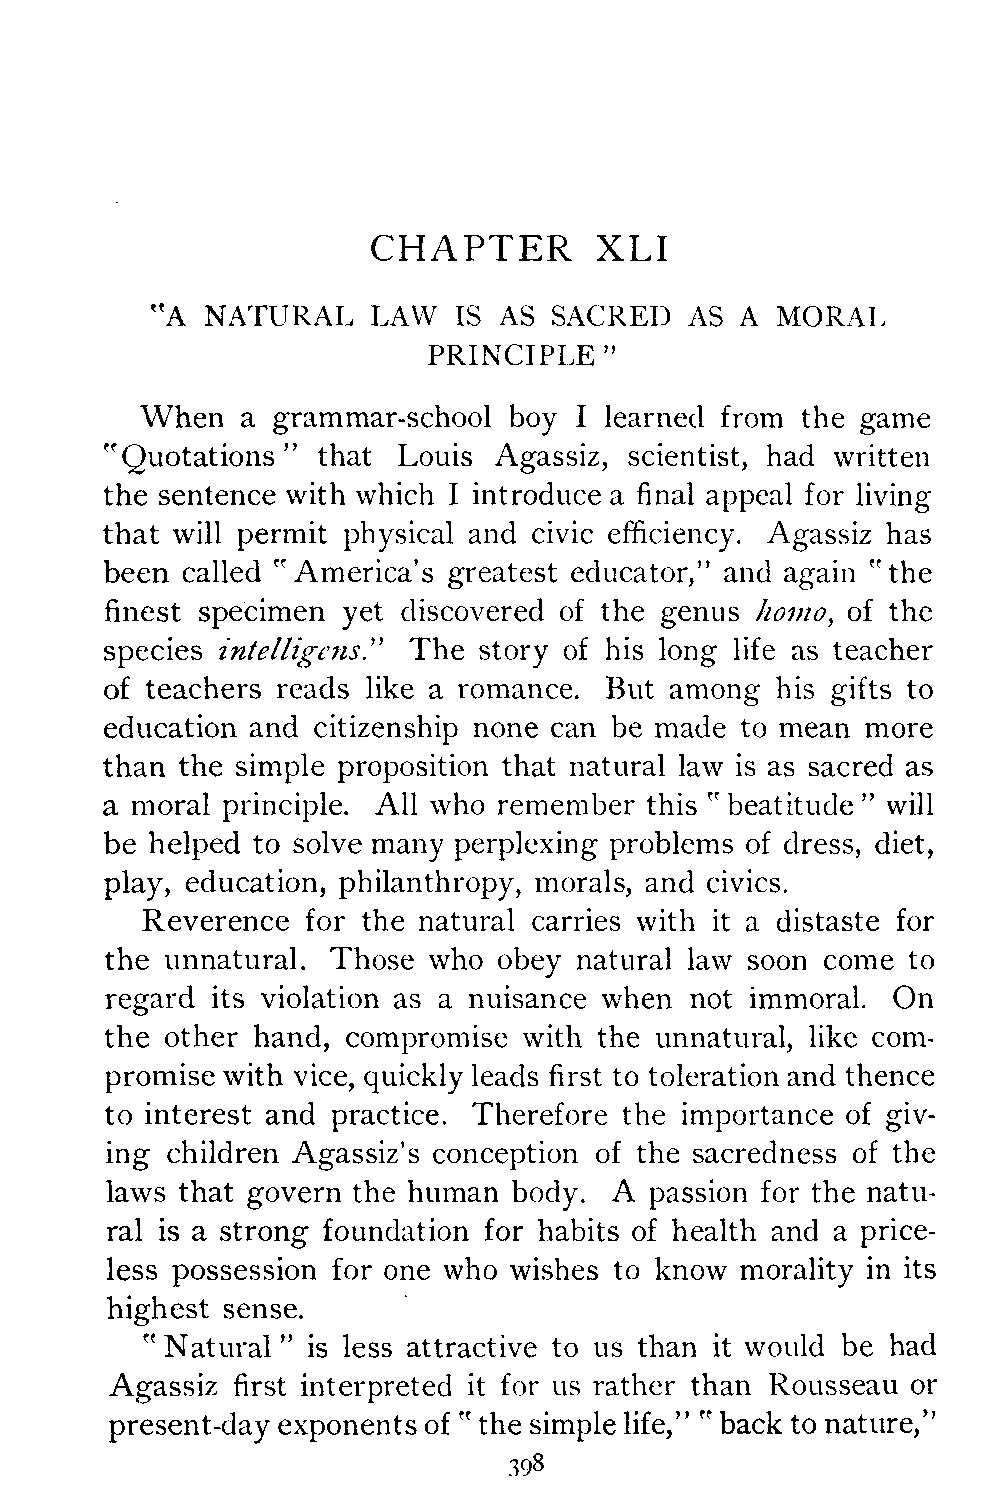 CHAPTER XLI
"A NATURAL LAW IS AS SACRED AS A MORAL
PRINCIPLE"
When a grammar-school boy I learned from the game
"Quotations" that Louis Agassiz, scientist, had written
the sentence with which I introduce a final appeal for living
that will permit physical and civic efficiency. Agassiz has
been called "America's greatest educator," and again "the
finest specimen yet discovered of the genus homo, of the
species intelligens." The story of his long life as teacher
of teachers reads like a romance. But among his gifts to
education and citizenship none can be made to mean more
than the simple proposition that natural law is as sacred as
a moral principle. All who remember this "beatitude" will
be helped to solve many perplexing problems of dress, diet,
play, education, philanthropy, morals, and civics.
Reverence for the natural carries with it a distaste for
the unnatural. Those who obey natural law soon come to
regard its violation as a nuisance when not immoral. On
the other hand, compromise with the unnatural, like com-
promise with vice, quickly leads first to toleration and thence
to interest and practice. Therefore the importance of giv-
ing children Agassiz's conception of the sacredness of the
laws that govern the human body. A passion for the natu-
ral is a strong foundation for habits of health and a price-
less possession for one who wishes to know morality in its
highest sense.
"Natural" is less attractive to us than it would be had
Agassiz first interpreted it for us rather than Rousseau or
present-day exponents of "the simple life," "back to nature,"
398